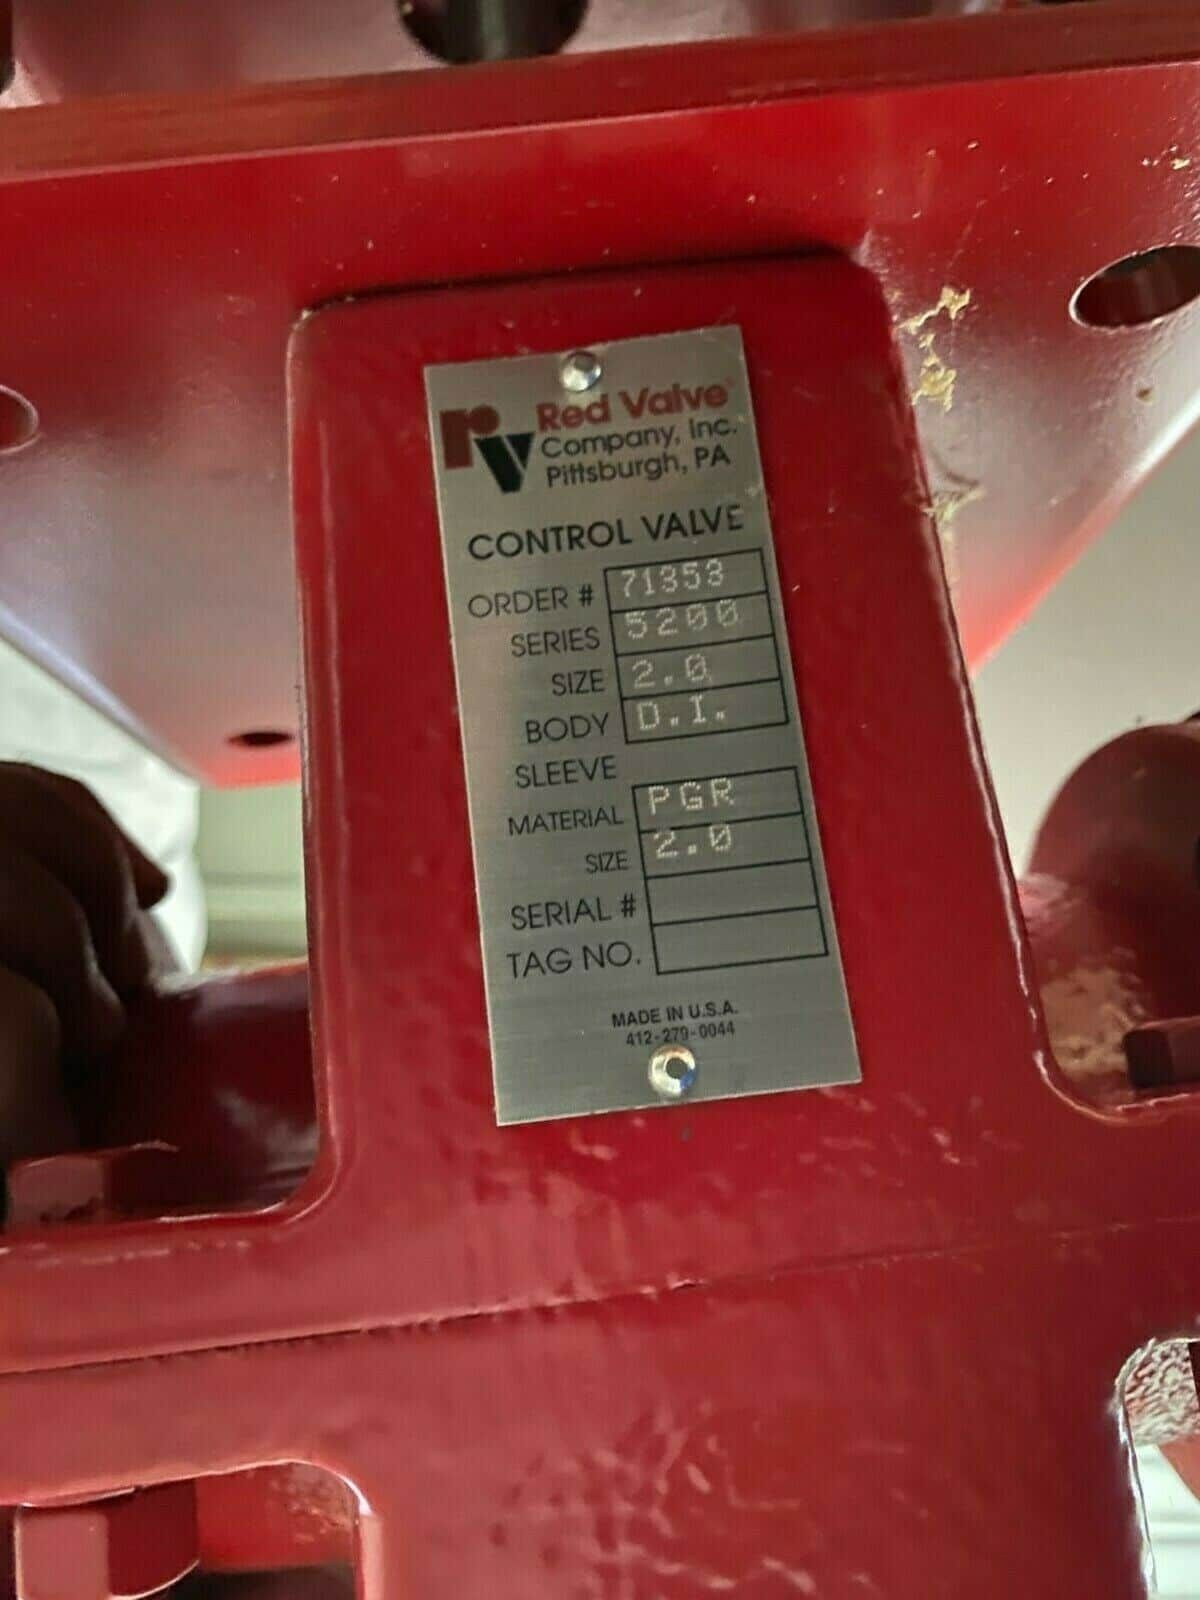 rv Red Valve®
Company, Inc.
Pittsburgh, PA
CONTROL VALVE
ORDER # 71353
SERIES 5200
SIZE 2.0
BODY D.I.
SLEEVE
MATERIAL PGR
SIZE 2.0
SERIAL #
TAG NO.
MADE IN U.S.A.
412-279-0044